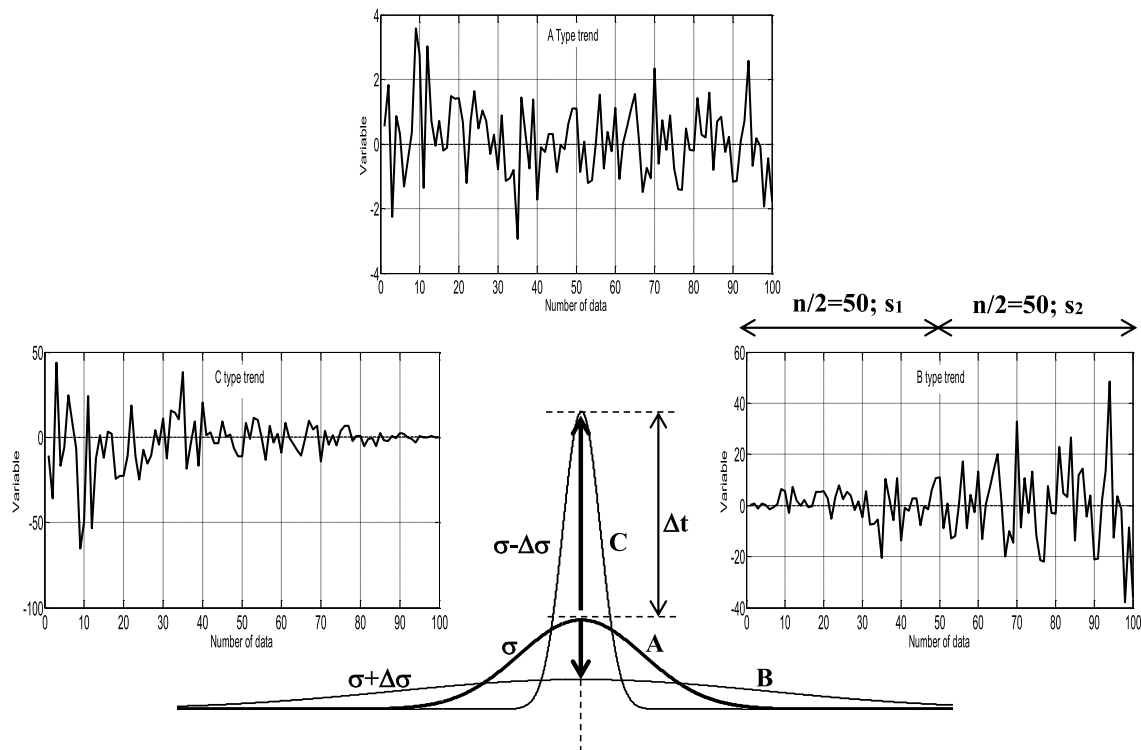 4
2
0
-2
-4
Variable
A Type trend
0 10 20 30 40 50 60 70 80 90 100
Number of data
n/2=50; s1 n/2=50; s2
50
0
-50
-100
Variable
C type trend
0 10 20 30 40 50 60 70 80 90 100
Number of data
60
40
20
0
-20
-40
Variable
B type trend
0 10 20 30 40 50 60 70 80 90 100
Number of data
Δt
σ-Δσ C
σ A
σ+Δσ B